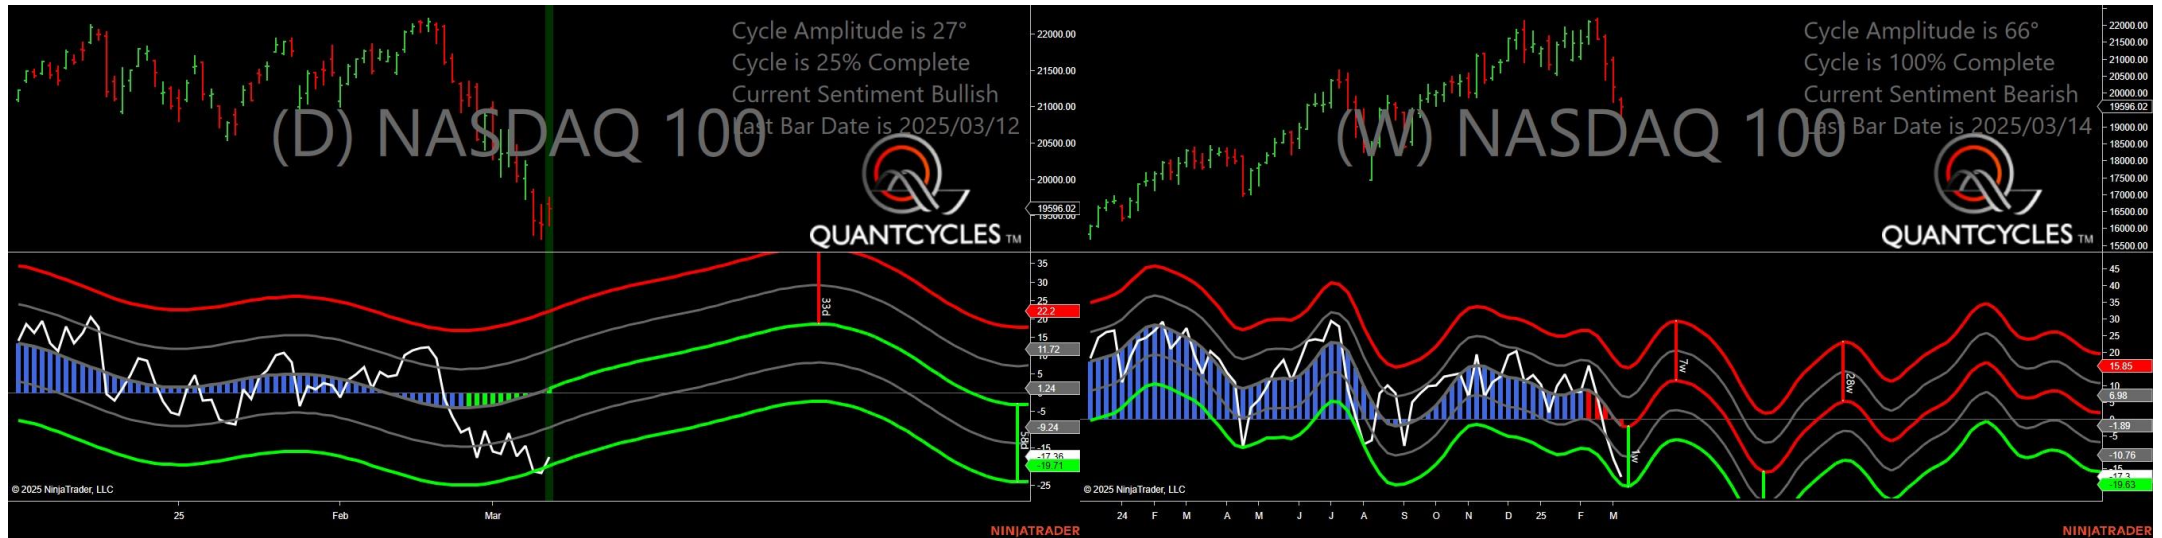 Cycle Amplitude is 27°
Cycle is 25% Complete
Current Sentiment Bullish
Last Bar Date is 2025/03/12
(D) NASDAQ 100
QUANTCYCLES TM
22000.00
21500.00
21000.00
20500.00
20000.00
19596.02
19500.00
35
30
25
22.2
20
15
11.72
10
5
1.24
-5
-9.24
-15
-17.36
-19.71
-25
33d
58d
© 2025 NinjaTrader, LLC
25 Feb Mar
NINJATRADER
Cycle Amplitude is 66°
Cycle is 100% Complete
Current Sentiment Bearish
Last Bar Date is 2025/03/14
(W) NASDAQ 100
QUANTCYCLES TM
22000.00
21500.00
21000.00
20500.00
20000.00
19596.02
19000.00
18500.00
18000.00
17500.00
17000.00
16500.00
16000.00
15500.00
45
40
35
30
25
20
15.85
10
6.98
5
-1.89
-5
-10.76
-15
-17.3
-19.63
1w
7w
28w
© 2025 NinjaTrader, LLC
24 F M A M J J A S O N D 25 F M
NINJATRADER